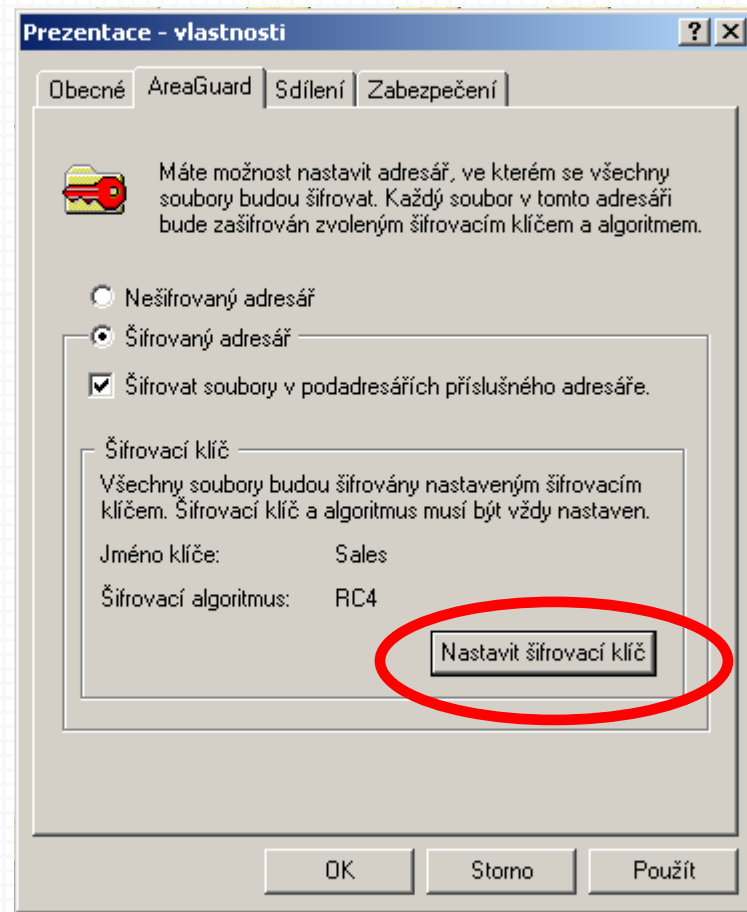 Prezentace - vlastnosti
Obecné AreaGuard Sdílení Zabezpečení
Máte možnost nastavit adresář, ve kterém se všechny
soubory budou šifrovat. Každý soubor v tomto adresáři
bude zašifrován zvoleným šifrovacím klíčem a algoritmem.
Nešifrovaný adresář
Šifrovaný adresář
Šifrovat soubory v podadresářích příslušného adresáře.
Šifrovací klíč
Všechny soubory budou šifrovány nastaveným šifrovacím
klíčem. Šifrovací klíč a algoritmus musí být vždy nastaven.
Jméno klíče: Sales
Šifrovací algoritmus: RC4
Nastavit šifrovací klíč
OK Storno Použít